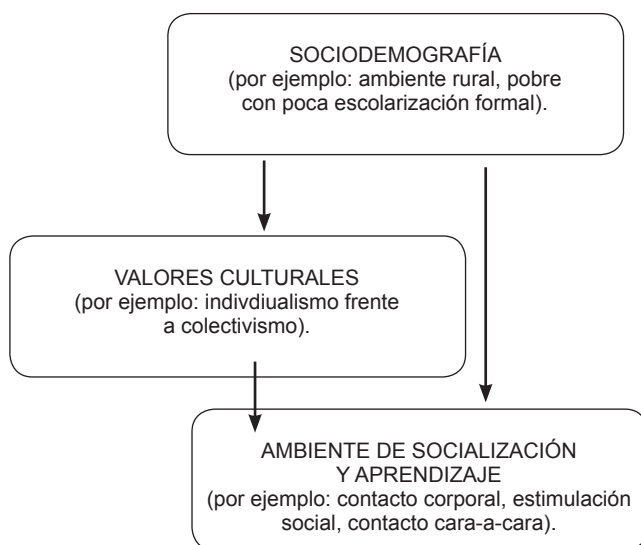 SOCIODEMOGRAFÍA
(por ejemplo: ambiente rural, pobre
con poca escolarización formal).
VALORES CULTURALES
(por ejemplo: indivdiualismo frente
a colectivismo).
AMBIENTE DE SOCIALIZACIÓN
Y APRENDIZAJE
(por ejemplo: contacto corporal, estimulación
social, contacto cara-a-cara).